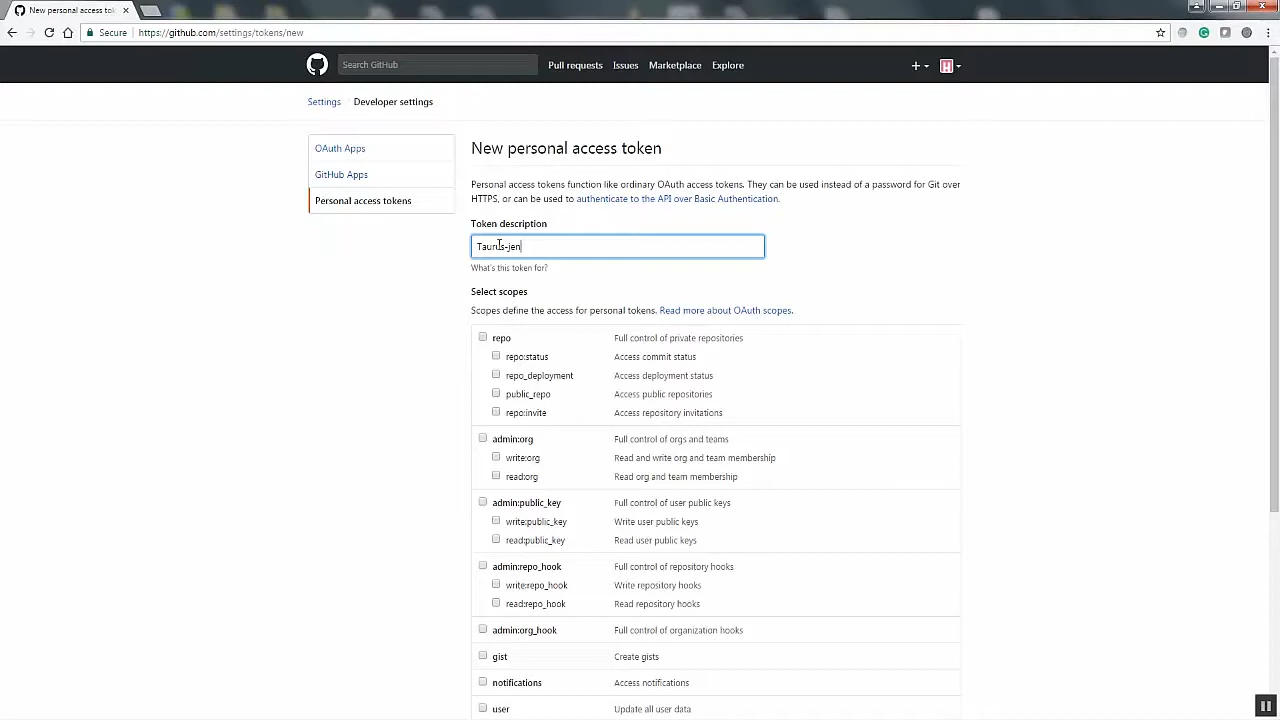 New personal access tok
Secure
https://github.com/settings/tokens/new
Search GitHub
Pull requests
Issues
Marketplace
Explore
Settings
Developer settings
OAuth Apps
GitHub Apps
Personal access tokens
New personal access token
Personal access tokens function like ordinary OAuth access tokens. They can be used instead of a password for Git over
HTTPS, or can be used to authenticate to the API over Basic Authentication.
Token description
Taurus-jen
What's this token for?
Select scopes
Scopes define the access for personal tokens. Read more about OAuth scopes.
repo Full control of private repositories
repo:status Access commit status
repo_deployment Access deployment status
public_repo Access public repositories
repo:invite Access repository invitations
admin:org Full control of orgs and teams
write:org Read and write org and team membership
read:org Read org and team membership
admin:public_key Full control of user public keys
write:public_key Write user public keys
read:public_key Read user public keys
admin:repo_hook Full control of repository hooks
write:repo_hook Write repository hooks
read:repo_hook Read repository hooks
admin:org_hook Full control of organization hooks
gist Create gists
notifications Access notifications
user Update all user data